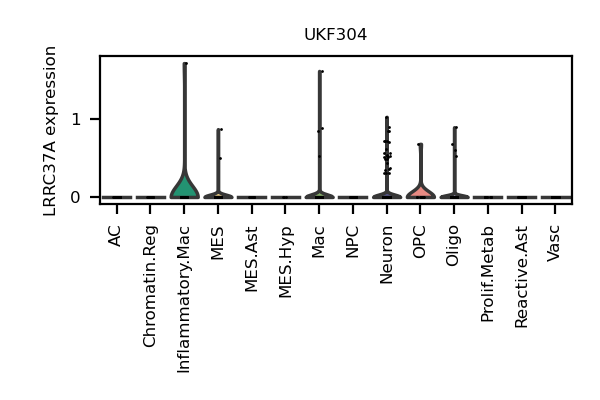 UKF304
LRRC37A expression
1
0
AC
Chromatin.Reg
Inflammatory.Mac
MES
MES.Ast
MES.Hyp
Mac
NPC
Neuron
OPC
Oligo
Prolif.Metab
Reactive.Ast
Vasc